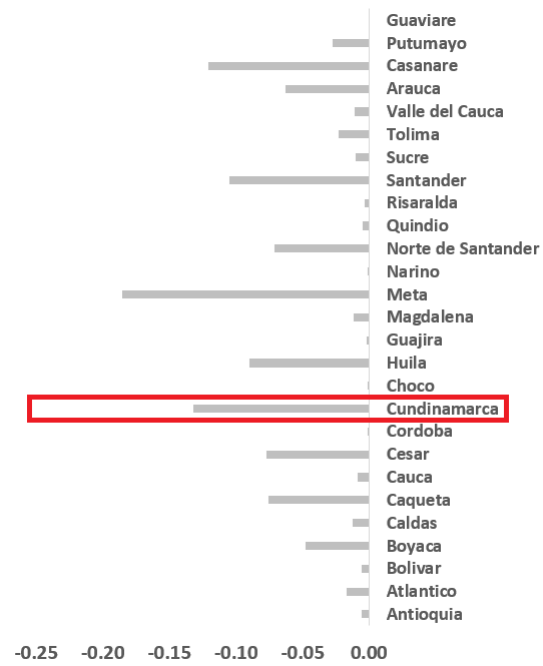 Guaviare
Putumayo
Casanare
Arauca
Valle del Cauca
Tolima
Sucre
Santander
Risaralda
Quindio
Norte de Santander
Narino
Meta
Magdalena
Guajira
Huila
Choco
Cundinamarca
Cordoba
Cesar
Cauca
Caqueta
Caldas
Boyaca
Bolivar
Atlantico
Antioquia
-0.25 -0.20 -0.15 -0.10 -0.05 0.00